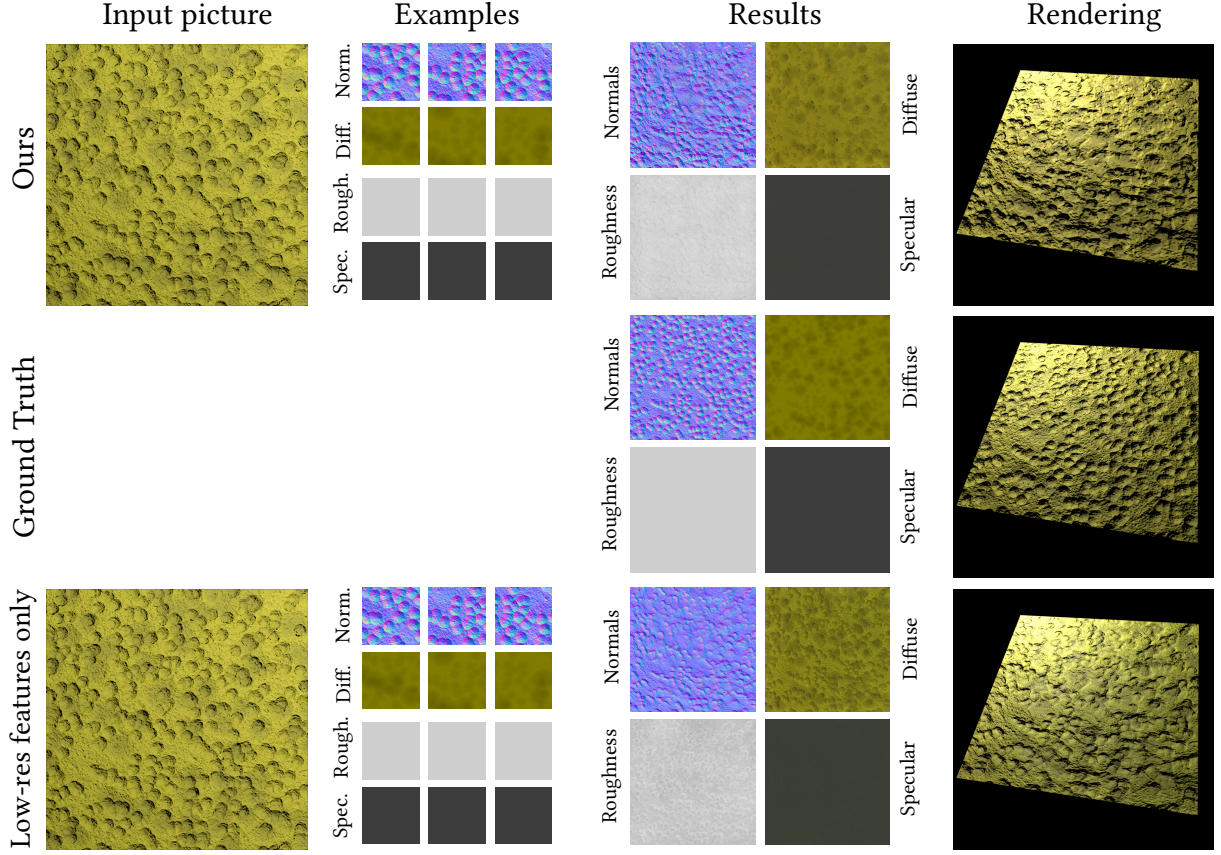 Input picture
Examples
Results
Rendering
Ours
Norm.
Diff.
Rough.
Spec.
Normals
Diffuse
Roughness
Specular
Ground Truth
Normals
Diffuse
Roughness
Specular
Low-res features only
Norm.
Diff.
Rough.
Spec.
Normals
Diffuse
Roughness
Specular